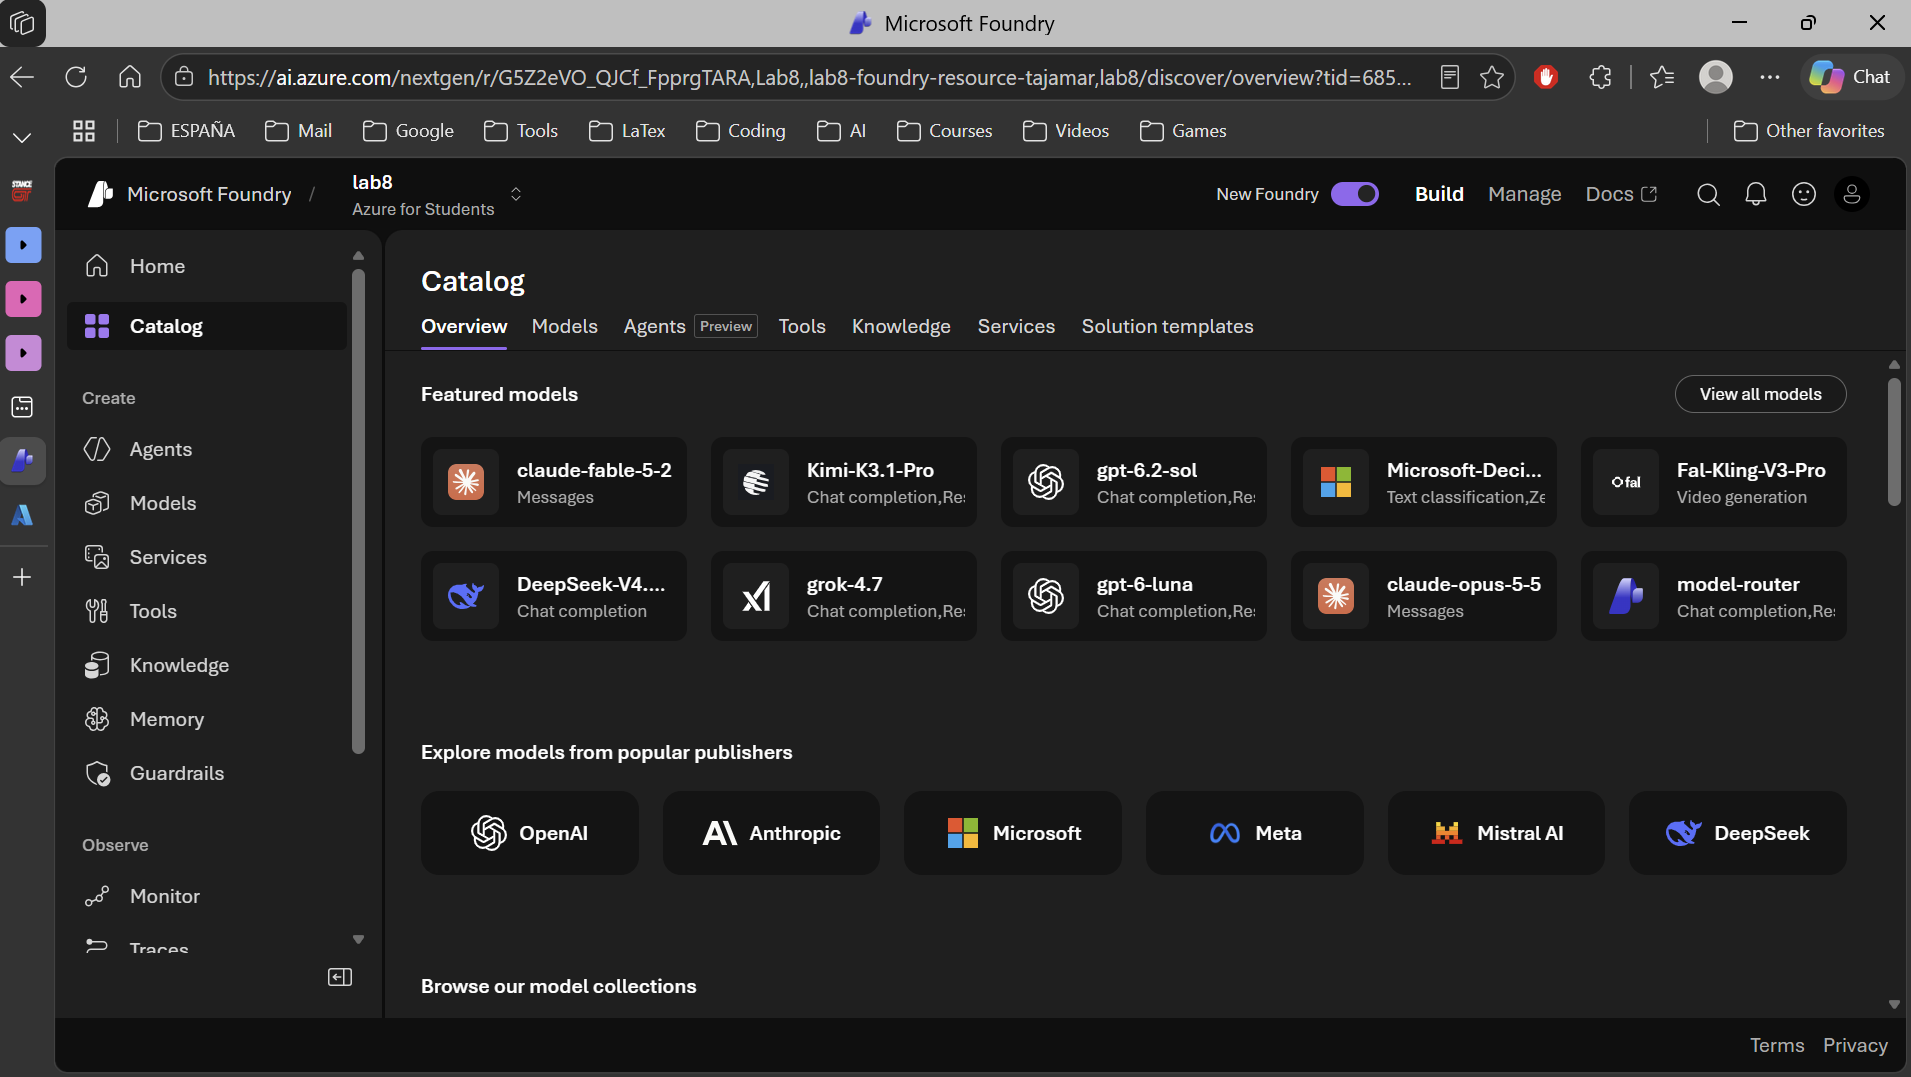 Microsoft Foundry
https://ai.azure.com/nextgen/r/G5Z2eVO_QJCf_FpprgTARA,Lab8,,lab8-foundry-resource-tajamar,lab8/discover/overview?tid=685...
Chat
ESPAÑA
Mail
Google
Tools
LaTex
Coding
AI
Courses
Videos
Games
Other favorites
Microsoft Foundry /
lab8
Azure for Students
New Foundry
Build
Manage
Docs
Home
Catalog
Create
Agents
Models
Services
Tools
Knowledge
Memory
Guardrails
Observe
Monitor
Traces
Catalog
Overview
Models
Agents
Preview
Tools
Knowledge
Services
Solution templates
Featured models
View all models
claude-fable-5-2
Messages
Kimi-K3.1-Pro
Chat completion,Re
gpt-6.2-sol
Chat completion,Re
Microsoft-Deci...
Text classification,Ze
fal
Fal-Kling-V3-Pro
Video generation
DeepSeek-V4....
Chat completion
grok-4.7
Chat completion,Re
gpt-6-luna
Chat completion,Re
claude-opus-5-5
Messages
model-router
Chat completion,Re
Explore models from popular publishers
OpenAI
Anthropic
Microsoft
Meta
Mistral AI
DeepSeek
Browse our model collections
Terms
Privacy